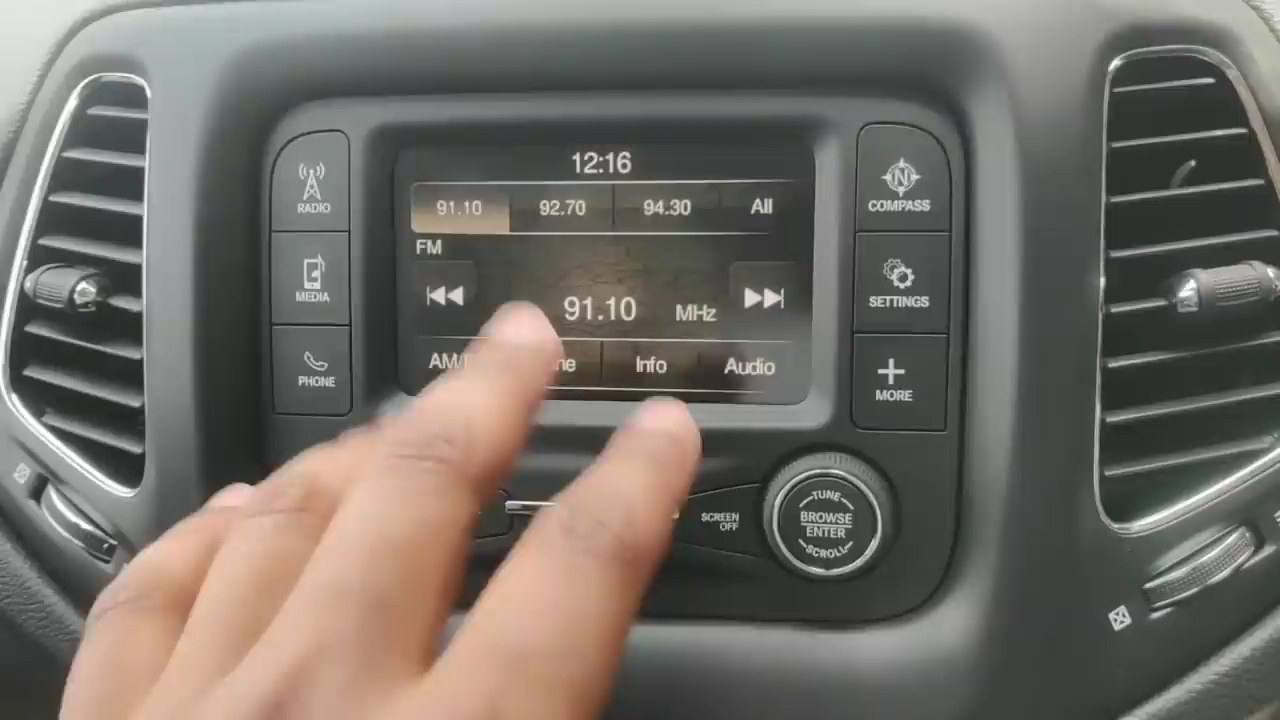 12:16
91.10 92.70 94.30 All
FM
91.10 MHz
Info Audio
RADIO
MEDIA
PHONE
N
COMPASS
SETTINGS
MORE
SCREEN
OFF
TUNE
BROWSE
ENTER
SCROLL